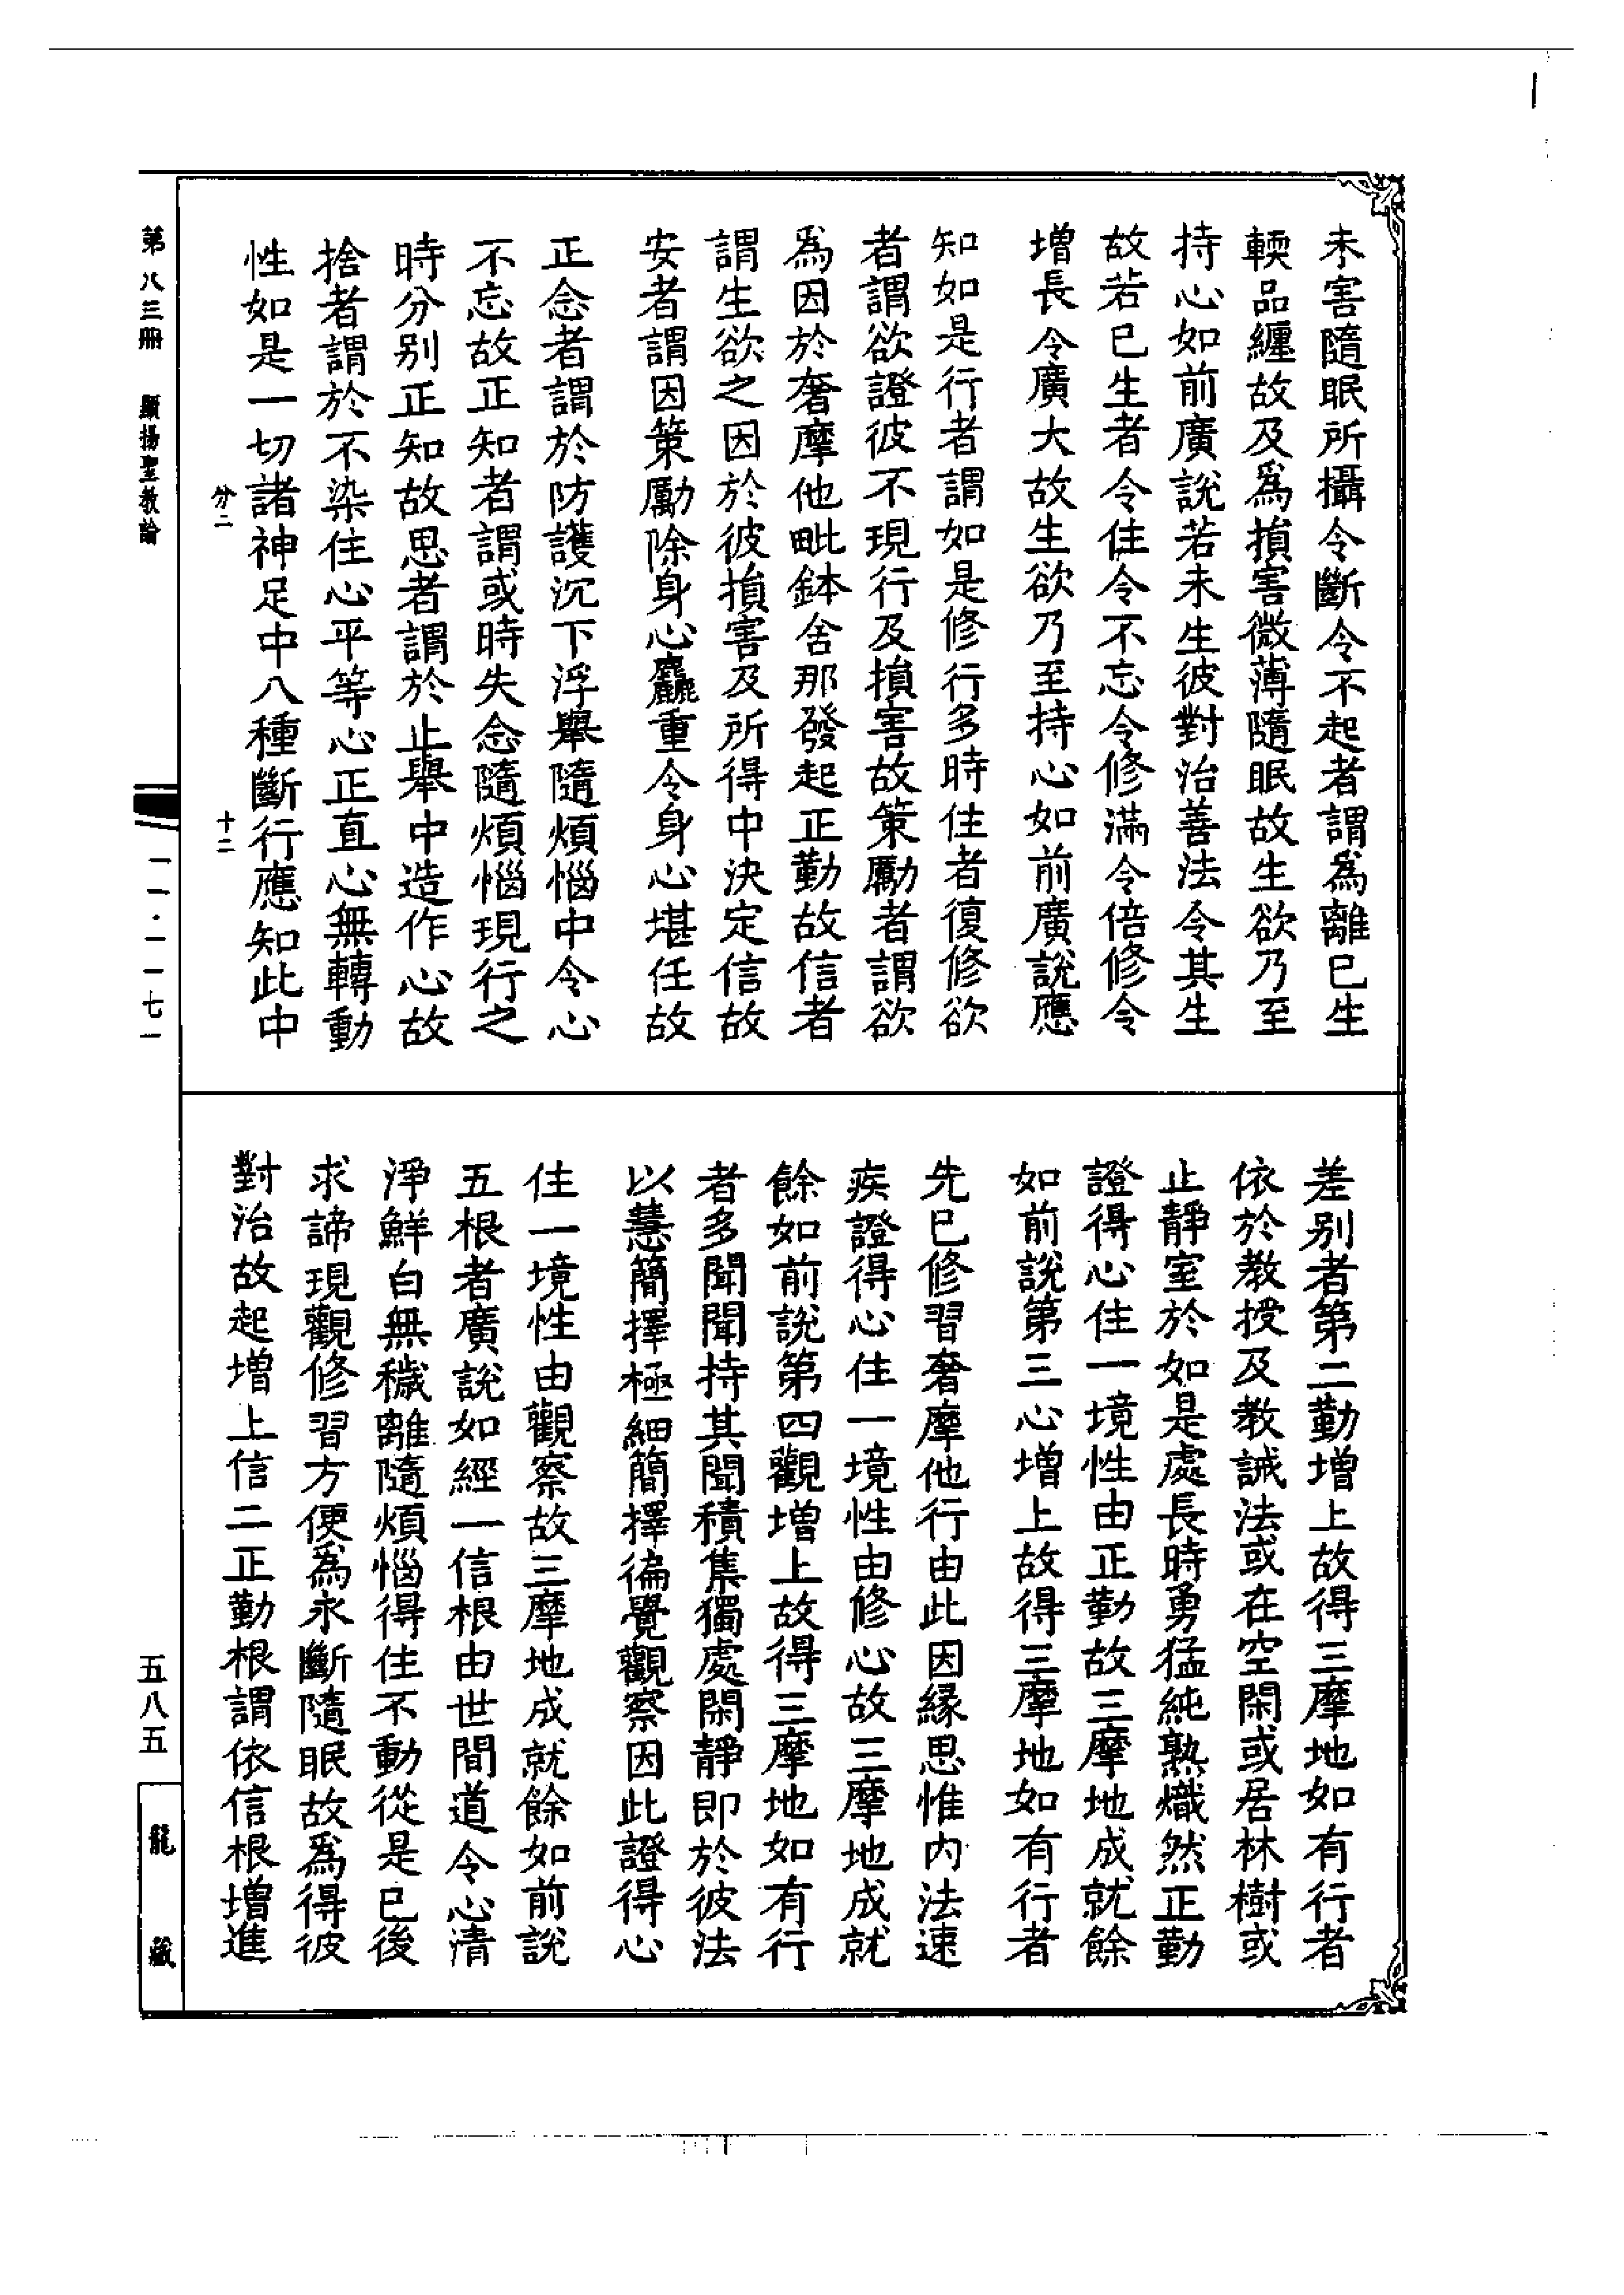 未害隨眠所攝令斷令不起者謂爲離已生
輭品纏故及爲損害微薄隨眠故生欲乃至
持心如前廣說若未生彼對治善法令其生
故若已生者令住令不忘令修滿令倍修令
增長令廣大故生欲乃至持心如前廣說應
知如是行者謂如是修行多時住者復修欲
者謂欲證彼不現行及損害故策勵者謂欲
爲因於奢摩他毗鉢舍那發起正勤故信者
謂生欲之因於彼損害及所得中決定信故
安者謂因策勵除身心麤重令身心堪任故
正念者謂於防護沉下浮舉隨煩惱中令心
不忘故正知者謂或時失念隨煩惱現行之
時分別正知故思者謂於止舉中造作心故
捨者謂於不染住心平等心正直心無轉動
性如是一切諸神足中八種斷行應知此中
分二
十二
差別者第二勤增上故得三摩地如有行者
依於教授及教誡法或在空閑或居林樹或
止靜室於如是處長時勇猛純熟熾然正勤
證得心住一境性由正勤故三摩地成就餘
如前說第三心增上故得三摩地如有行者
先已修習奢摩他行由此因緣思惟內法速
疾證得心住一境性由修心故三摩地成就
餘如前說第四觀增上故得三摩地如有行
者多聞聞持其聞積集獨處閑靜即於彼法
以慧簡擇極細簡擇徧覺觀察因此證得心
住一境性由觀察故三摩地成就餘如前說
五根者廣說如經一信根由世間道令心清
淨鮮白無穢離隨煩惱得住不動從是已後
求諦現觀修習方便爲永斷隨眠故爲得彼
對治故起增上信二正勤根謂依信根增進
第八三册
顯揚聖教論
一一·一一七一
五八五
龍藏